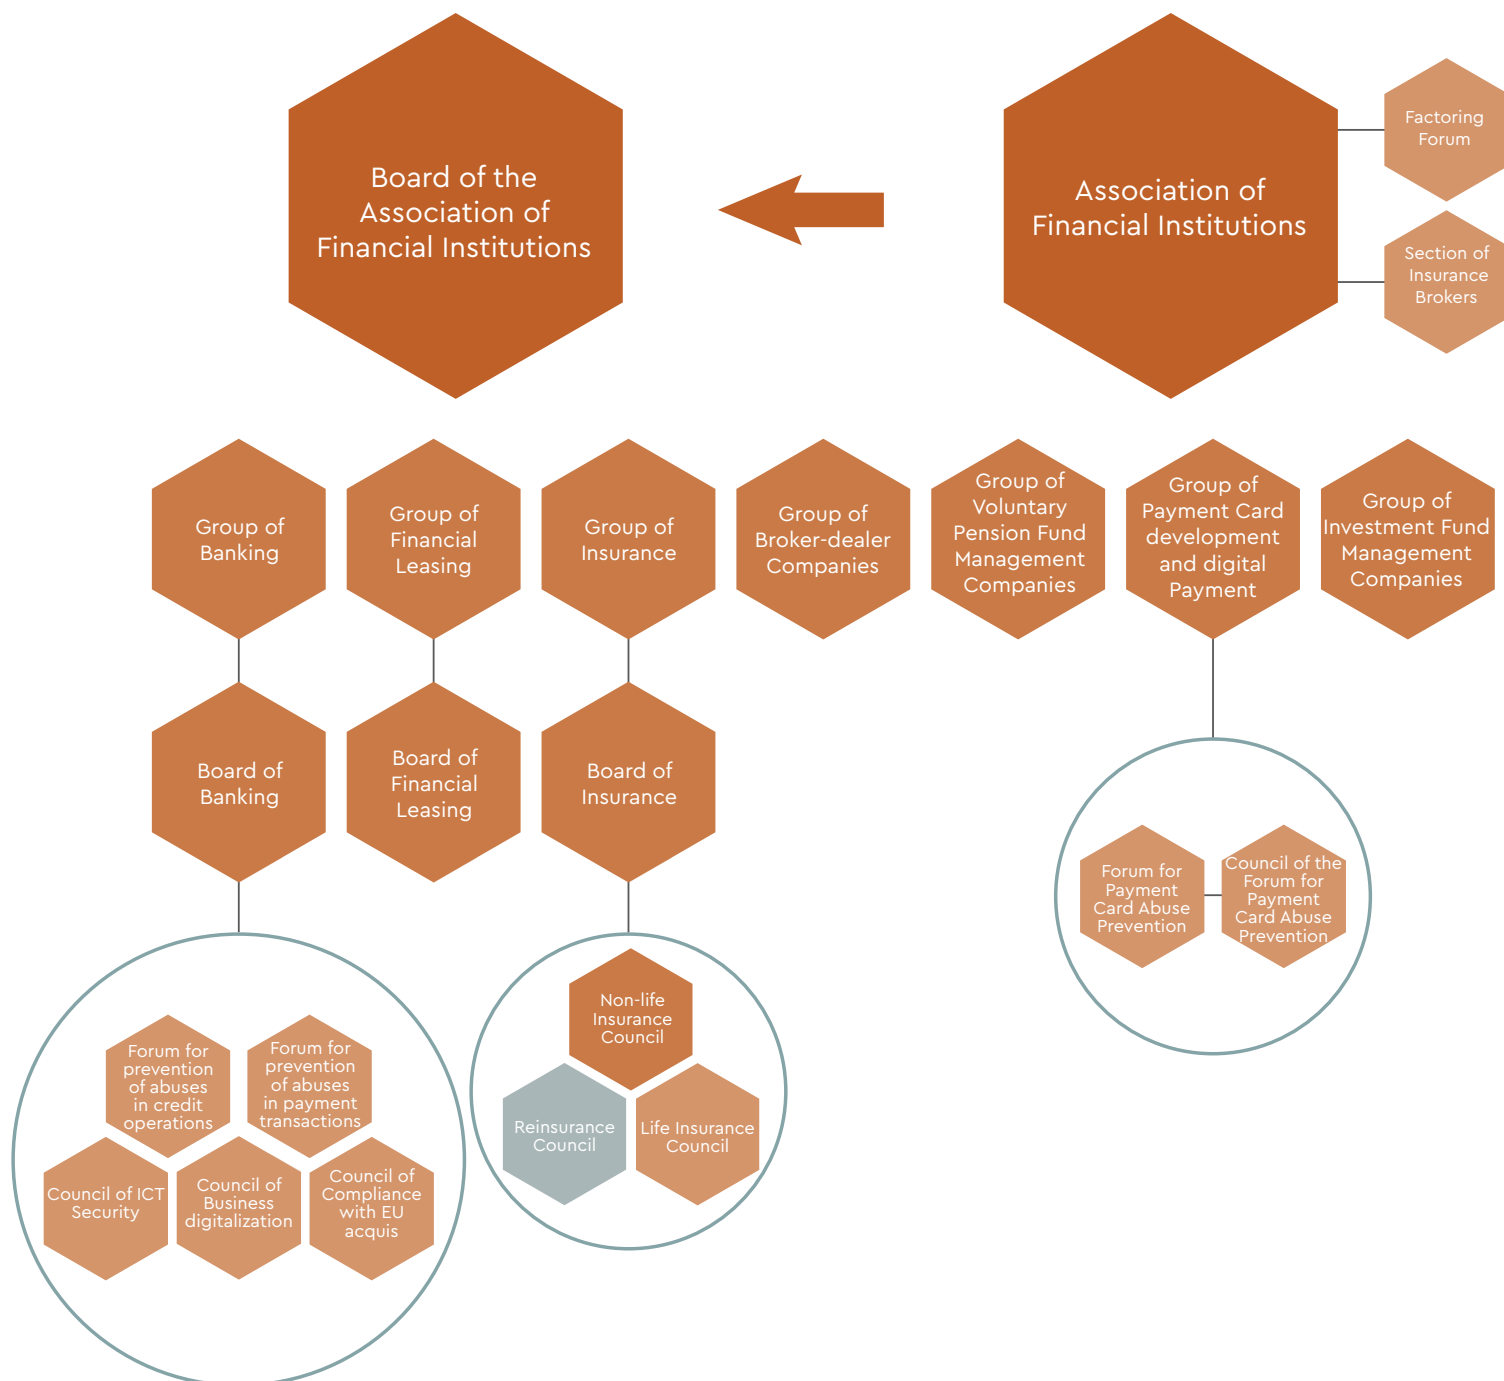 Board of the
Association of
Financial Institutions
Association of
Financial Institutions
Factoring
Forum
Section of
Insurance
Brokers
Group of
Banking
Group of
Financial
Leasing
Group of
Insurance
Group of
Broker-dealer
Companies
Group of
Voluntary
Pension Fund
Management
Companies
Group of
Payment Card
development
and digital
Payment
Group of
Investment Fund
Management
Companies
Board of
Banking
Board of
Financial
Leasing
Board of
Insurance
Forum for
Payment
Card Abuse
Prevention
Council of the
Forum for
Payment
Card Abuse
Prevention
Non-life
Insurance
Council
Reinsurance
Council
Life Insurance
Council
Forum for
prevention
of abuses
in credit
operations
Forum for
prevention
of abuses
in payment
transactions
Council of ICT
Security
Council of
Business
digitalization
Council of
Compliance
with EU
acquis